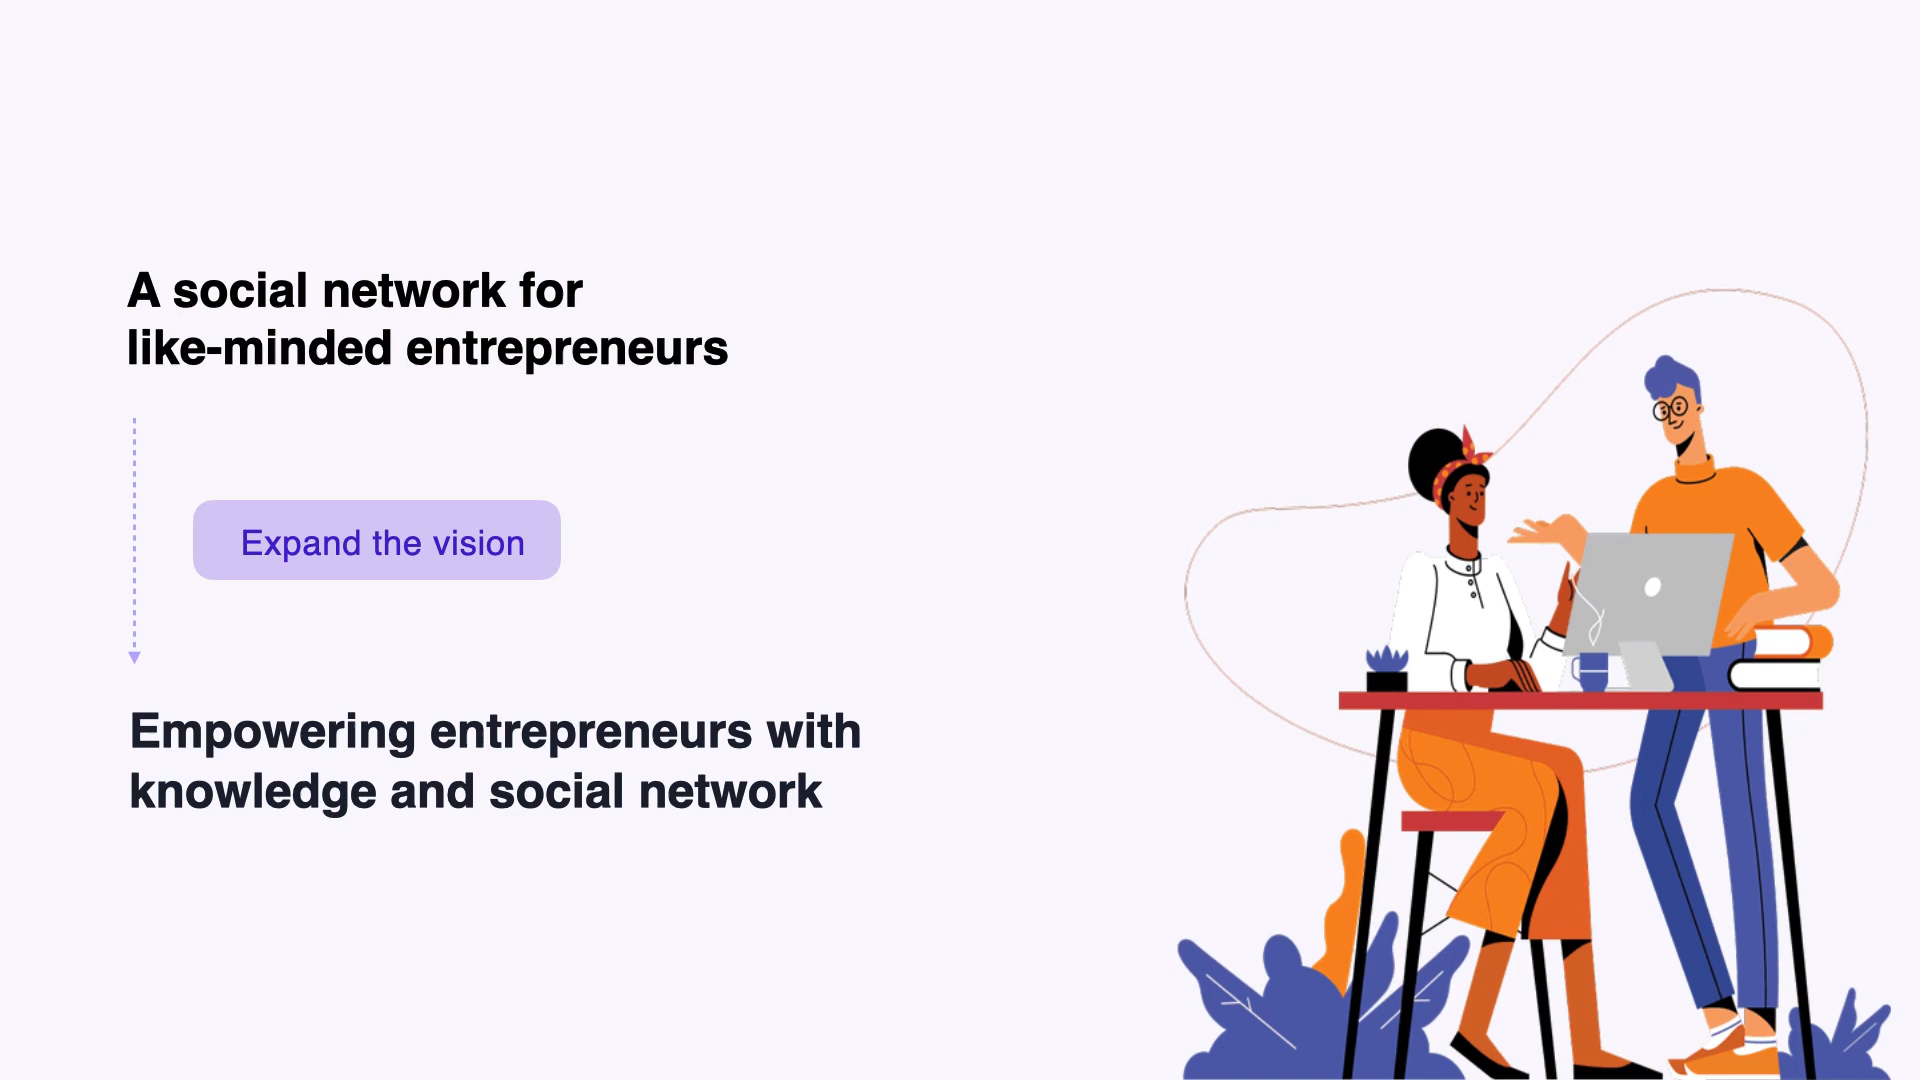 A social network for
like-minded entrepreneurs
Expand the vision
Empowering entrepreneurs with
knowledge and social network